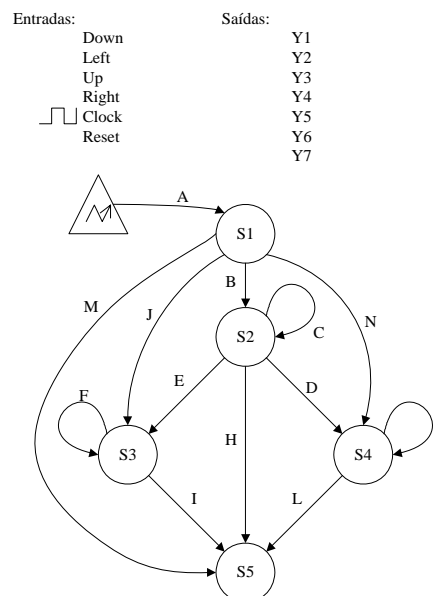 Entradas: Saídas:
Down Y1
Left Y2
Up Y3
Right Y4
Clock Y5
Reset Y6
Y7
A
S1
M
J
B
N
S2
C
E
D
F
H
S3
S4
I
L
S5